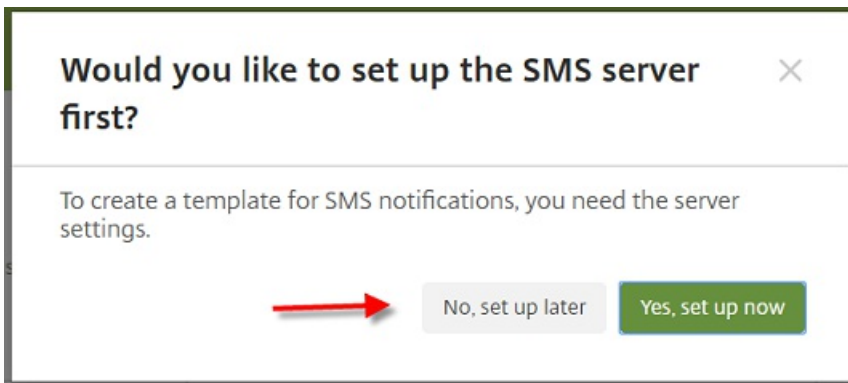 Would you like to set up the SMS server
first?
To create a template for SMS notifications, you need the server
settings.
No, set up later
Yes, set up now